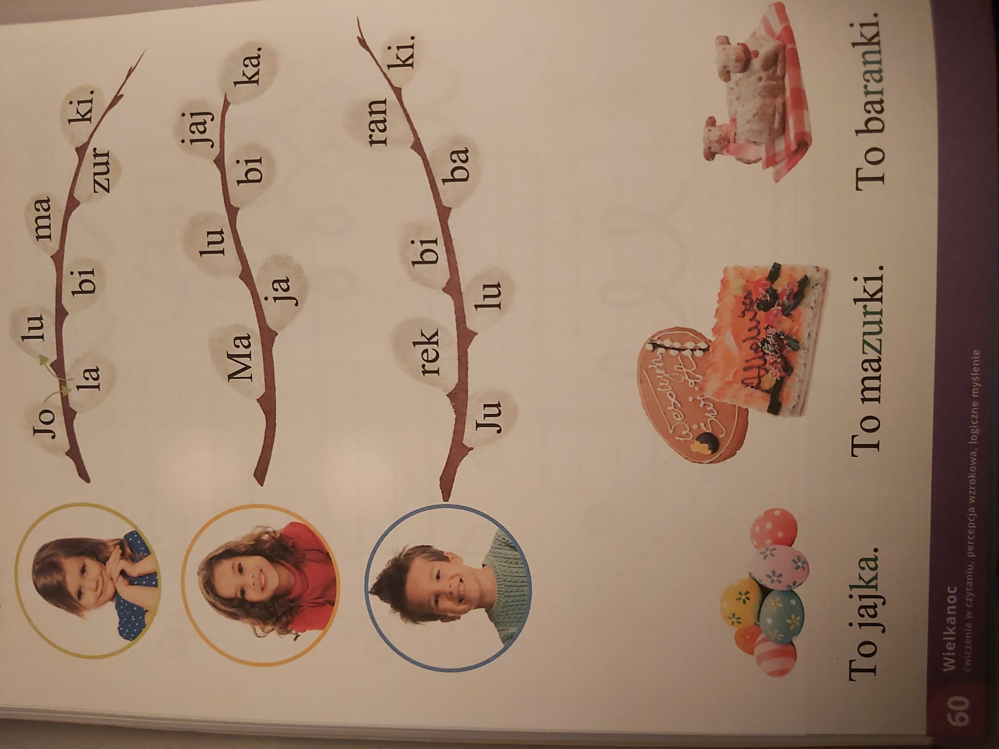 Jo la lu bi ma zur ki.
Ma ja lu bi jaj ka.
Ju rek lu bi ba ran ki.
Wesołych Świąt
Alleluja
To jajka. To mazurki. To baranki.
60 Wielkanoc
ćwiczenia w czytaniu, percepcja wzrokowa, logiczne myślenie